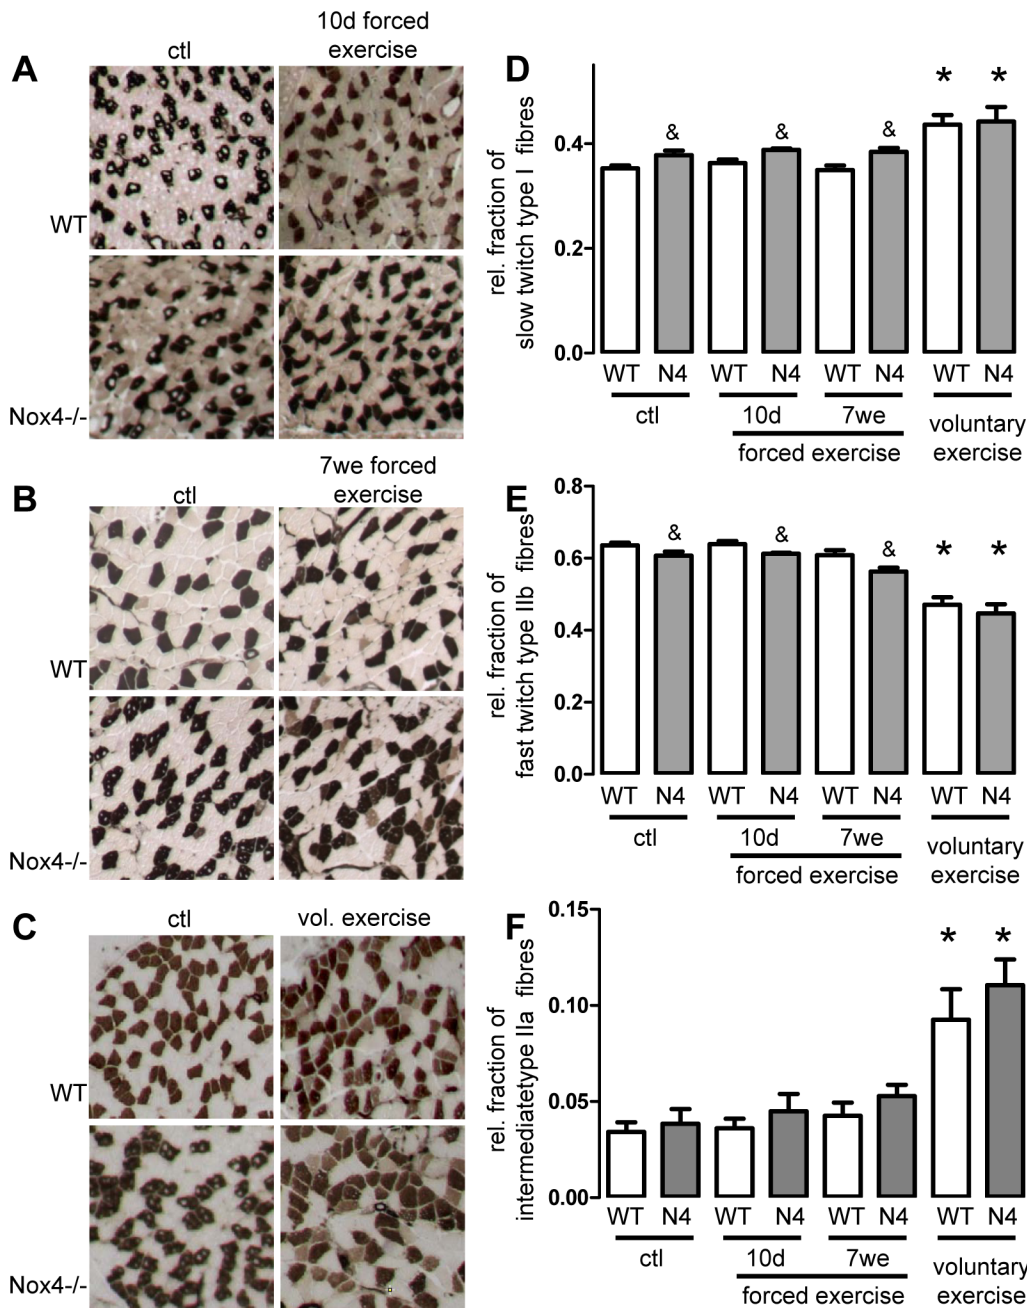 A
ctl
10d forced
exercise
WT
Nox4-/-
B
ctl
7we forced
exercise
WT
Nox4-/-
C
ctl
vol. exercise
WT
Nox4-/-
D
rel. fraction of
slow twitch type I fibres
0.4
0.2
0.0
& & & * *
WT N4 WT N4 WT N4 WT N4
ctl
10d 7we
forced exercise
voluntary
exercise
E
rel. fraction of
fast twitch type IIb fibres
0.8
0.6
0.4
0.2
0.0
& & & * *
WT N4 WT N4 WT N4 WT N4
ctl
10d 7we
forced exercise
voluntary
exercise
F
rel. fraction of
intermediatetype IIa fibres
0.15
0.10
0.05
0.00
* *
WT N4 WT N4 WT N4 WT N4
ctl
10d 7we
forced exercise
voluntary
exercise